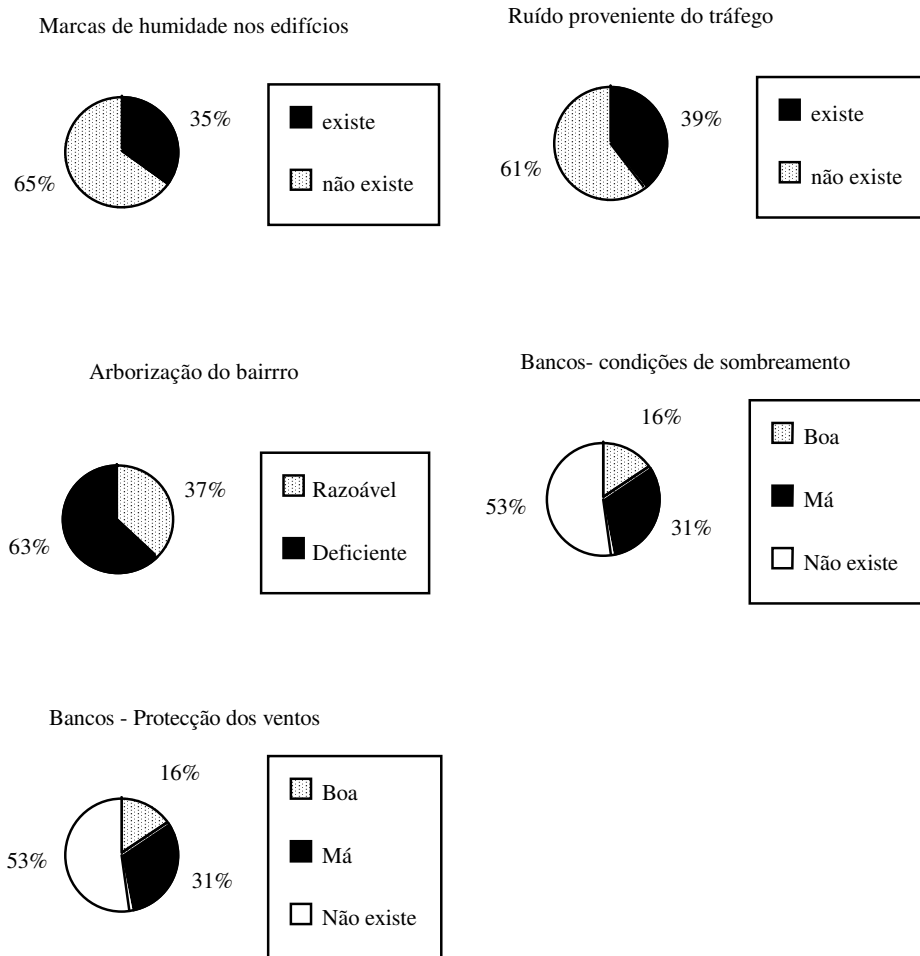 Marcas de humidade nos edifícios
35%
65%
existe
não existe
Ruído proveniente do tráfego
39%
61%
existe
não existe
Arborização do bairrro
37%
63%
Razoável
Deficiente
Bancos- condições de sombreamento
16%
53%
31%
Boa
Má
Não existe
Bancos - Protecção dos ventos
16%
53%
31%
Boa
Má
Não existe